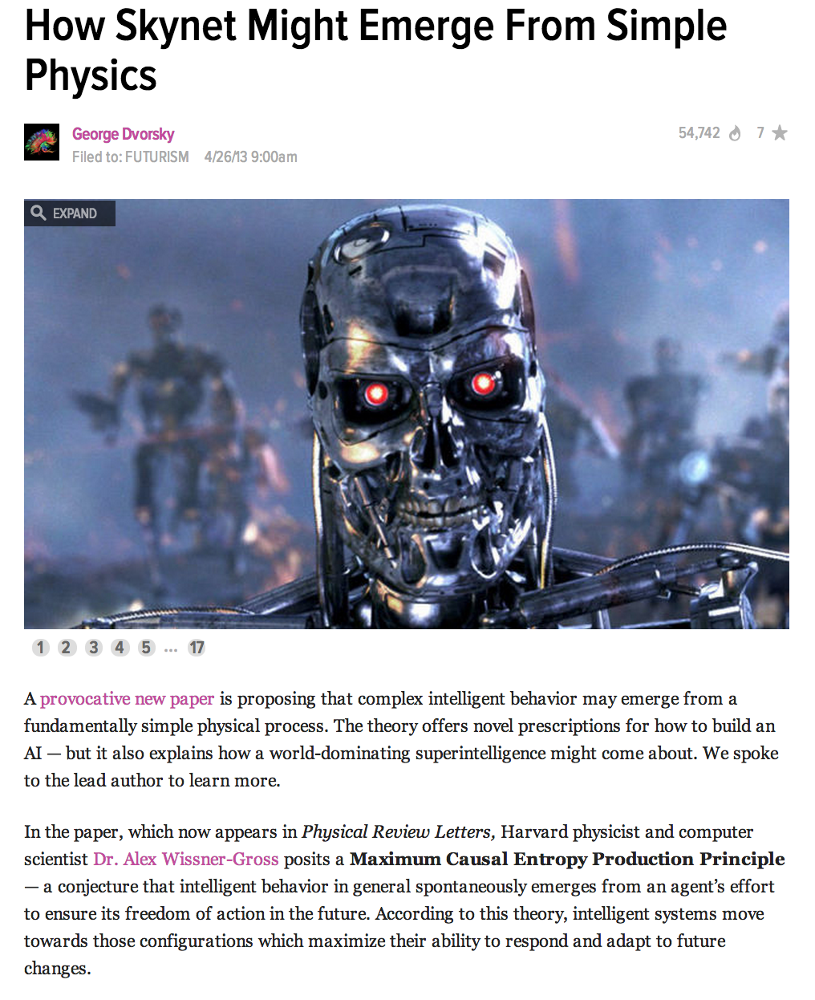 How Skynet Might Emerge From Simple
Physics
George Dvorsky
Filed to: FUTURISM 4/26/13 9:00am
54,742 7
EXPAND
1 2 3 4 5 ... 17
A provocative new paper is proposing that complex intelligent behavior may emerge from a
fundamentally simple physical process. The theory offers novel prescriptions for how to build an
AI — but it also explains how a world-dominating superintelligence might come about. We spoke
to the lead author to learn more.
In the paper, which now appears in Physical Review Letters, Harvard physicist and computer
scientist Dr. Alex Wissner-Gross posits a Maximum Causal Entropy Production Principle
— a conjecture that intelligent behavior in general spontaneously emerges from an agent’s effort
to ensure its freedom of action in the future. According to this theory, intelligent systems move
towards those configurations which maximize their ability to respond and adapt to future
changes.